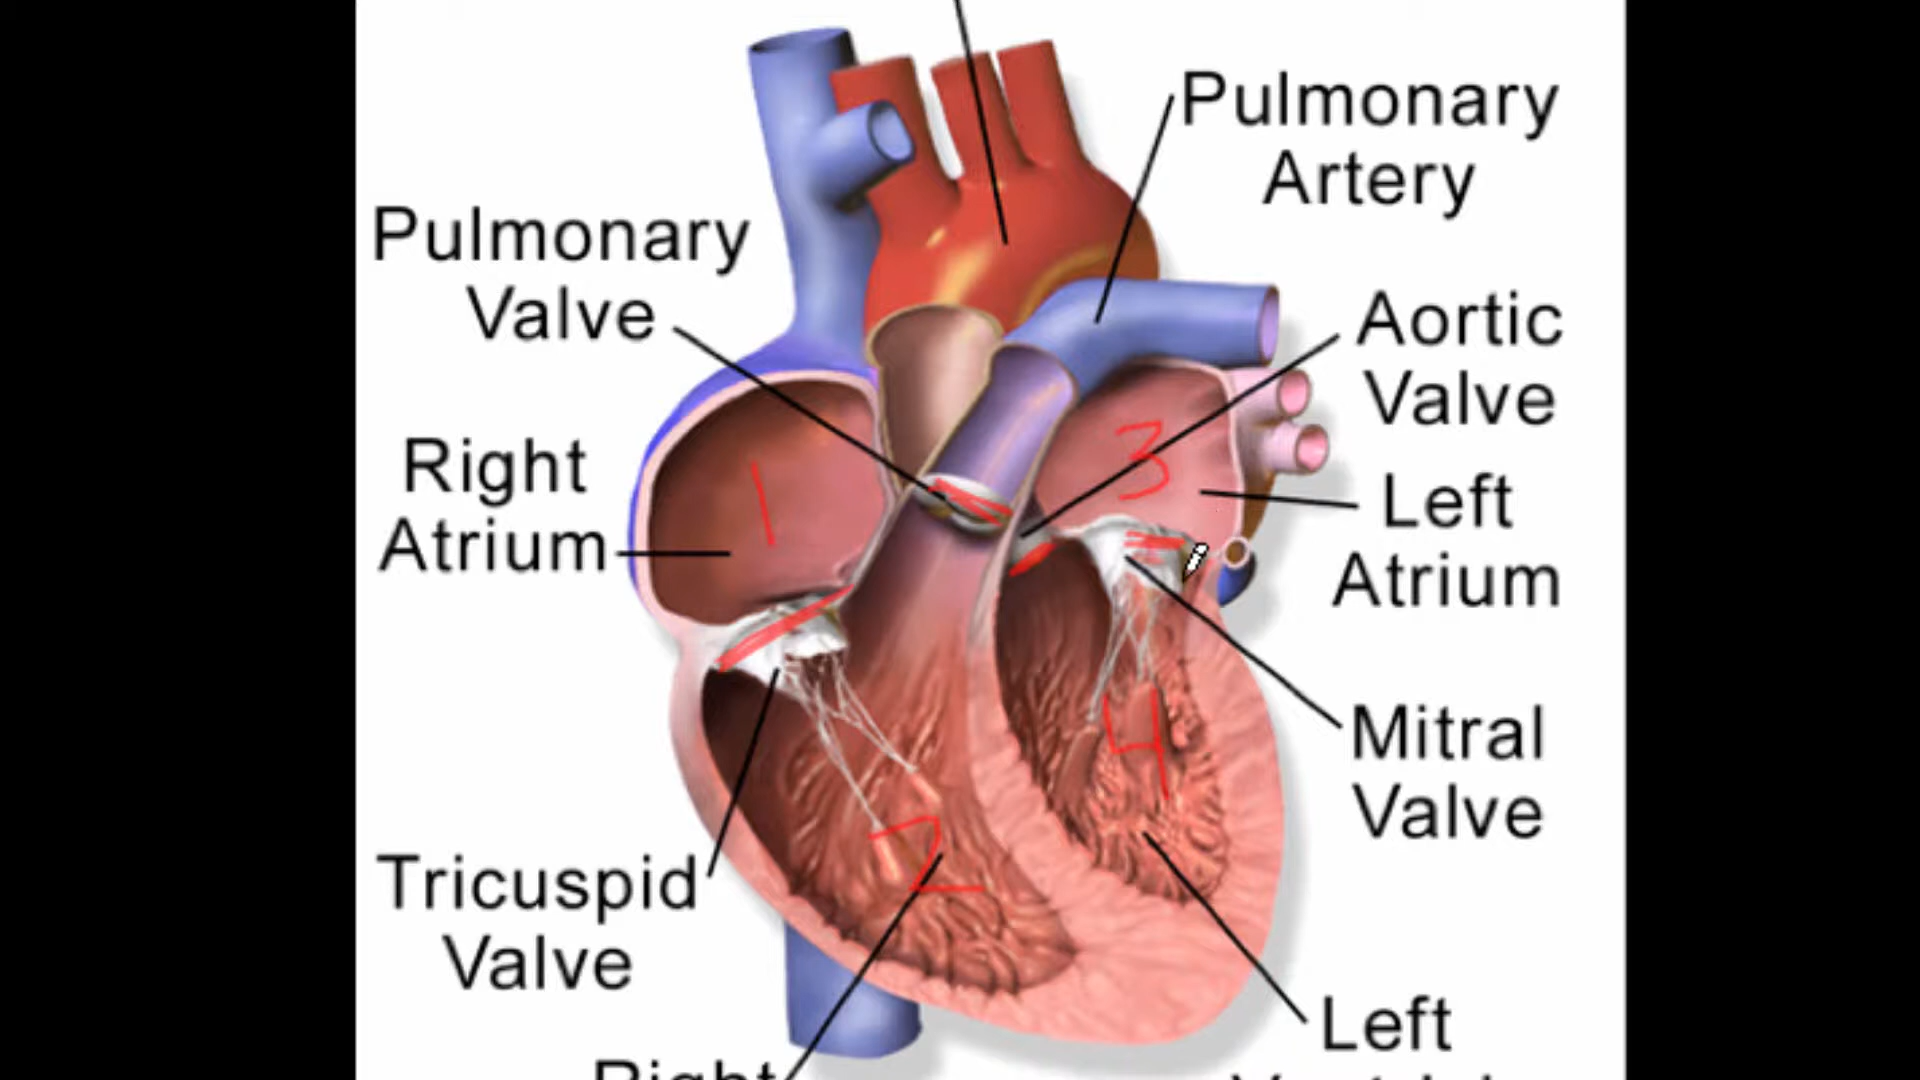 Pulmonary
Artery
Pulmonary
Valve
Aortic
Valve
Right
Atrium
1
3
Left
Atrium
Mitral
Valve
4
Tricuspid
Valve
2
Left
Right